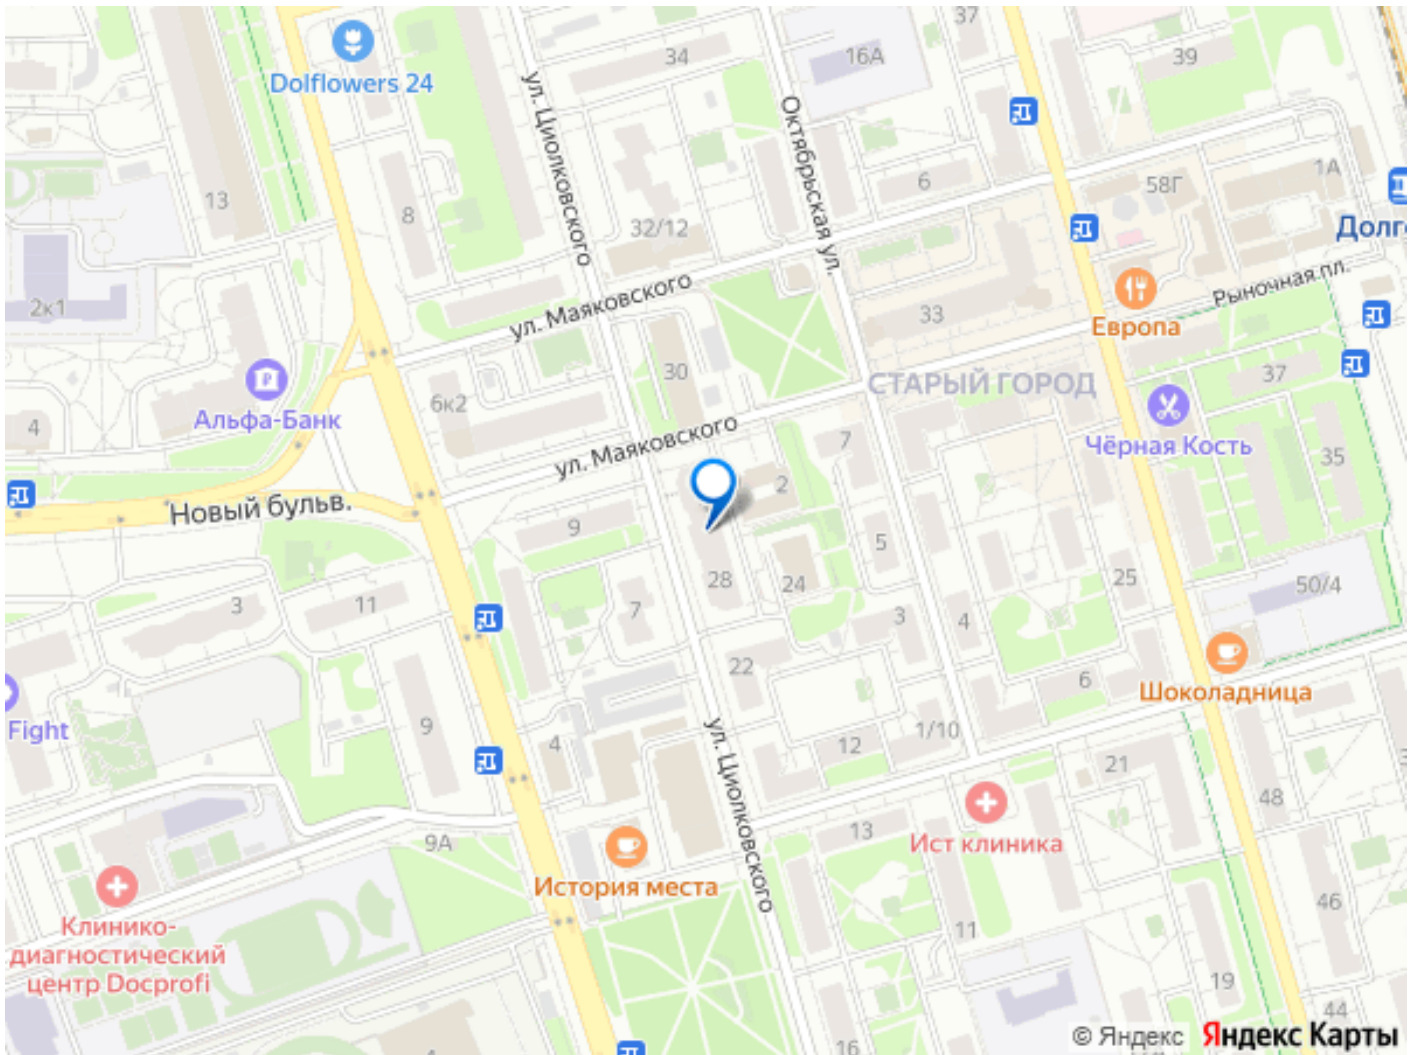 37
34
16А
39
Dolflowers 24
ул. Циолковского
Октябрьская ул.
13
8
6
58Г
1А
32/12
Долг
2к1
ул. Маяковского
Рыночная пл.
33
Европа
30
СТАРЫЙ ГОРОД
37
6к2
Альфа-Банк
4
ул. Маяковского
7
Чёрная Кость
35
2
Новый бульв.
9
5
28
24
25
50/4
3
11
7
3
4
22
6
Шоколадница
Fight
9
4
12
1/10
ул. Циолковского
21
48
9А
13
Ист клиника
История места
46
Клинико-
диагностический
центр Docprofi
11
19
44
16
© Яндекс Яндекс Карты